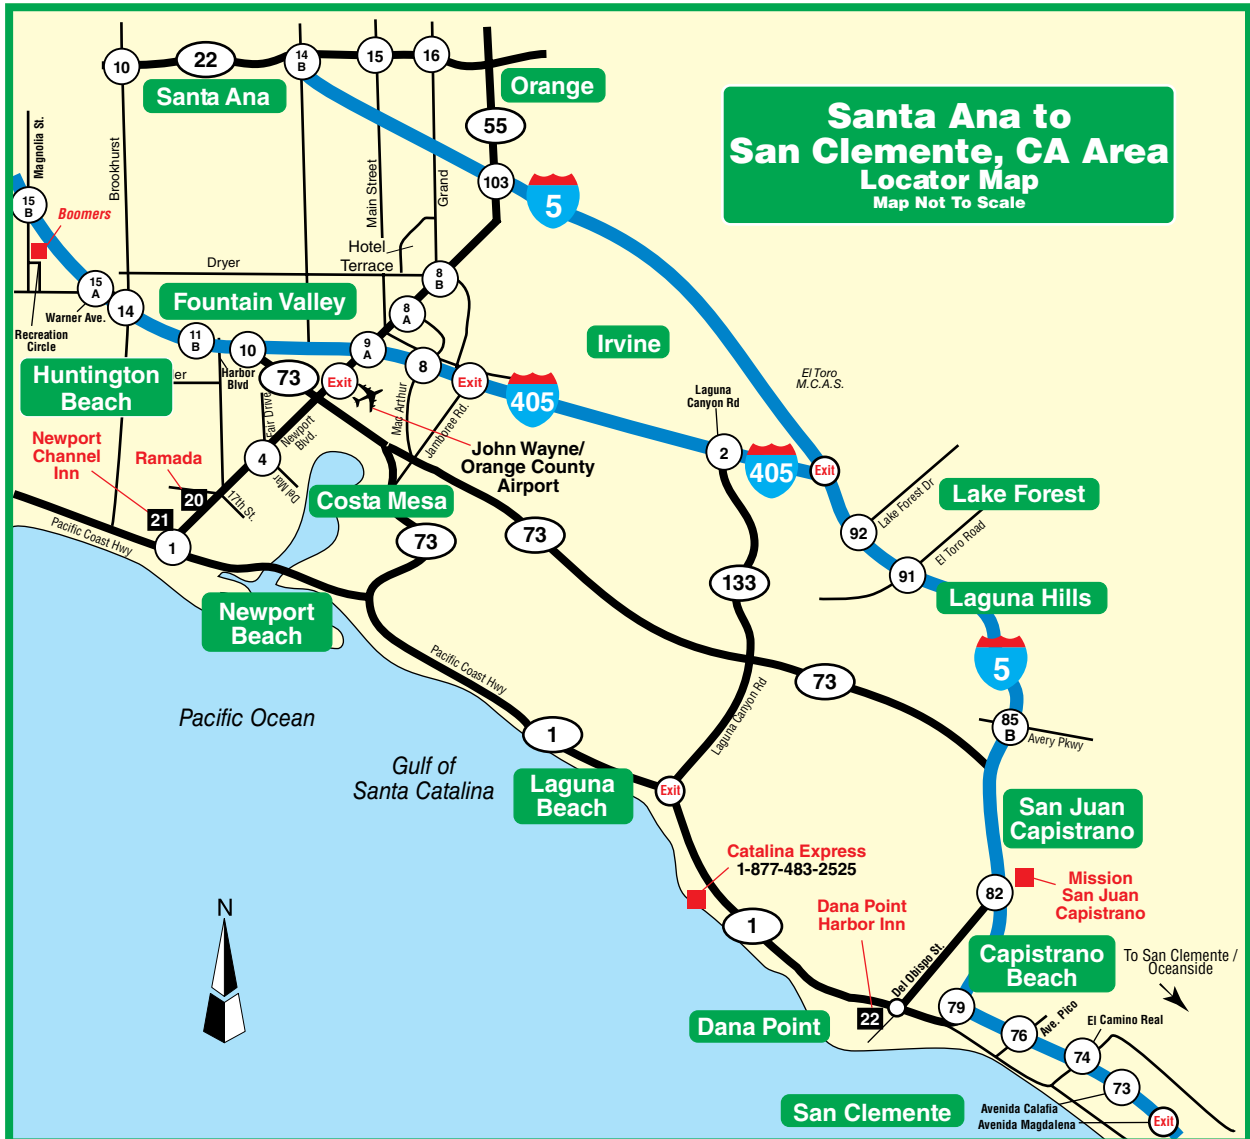 Santa Ana to
San Clemente, CA Area
Locator Map
Map Not To Scale
10
22
14
B
15
16
Santa Ana
Orange
55
103
5
Magnolia St.
Brookhurst
Main Street
Grand
15
B
Boomers
Hotel
Terrace
Dryer
8
B
15
A
14
Warner Ave.
Fountain Valley
8
A
Recreation
Circle
11
B
10
9
A
8
Irvine
Huntington
Beach
Harbor
Blvd
73
Exit
Exit
405
El Toro
M.C.A.S.
Laguna
Canyon Rd
Fair Drive
Newport
Blvd.
Mac Arthur
Jamboree Rd.
Newport
Channel
Inn
Ramada
4
Del Mar
John Wayne/
Orange County
Airport
2
405
Exit
20
17th St.
21
Costa Mesa
Lake Forest Dr
Lake Forest
Pacific Coast Hwy
1
73
73
92
El Toro Road
91
133
Laguna Hills
Newport
Beach
5
Pacific Coast Hwy
73
Laguna Canyon Rd
Pacific Ocean
1
85
B
Avery Pkwy
Gulf of
Santa Catalina
Laguna
Beach
Exit
San Juan
Capistrano
Catalina Express
1-877-483-2525
82
Mission
San Juan
Capistrano
Dana Point
Harbor Inn
N
1
Del Obispo St.
Capistrano
Beach
To San Clemente /
Oceanside
22
79
Dana Point
76
Ave. Pico
El Camino Real
74
73
San Clemente
Avenida Calafia
Avenida Magdalena
Exit